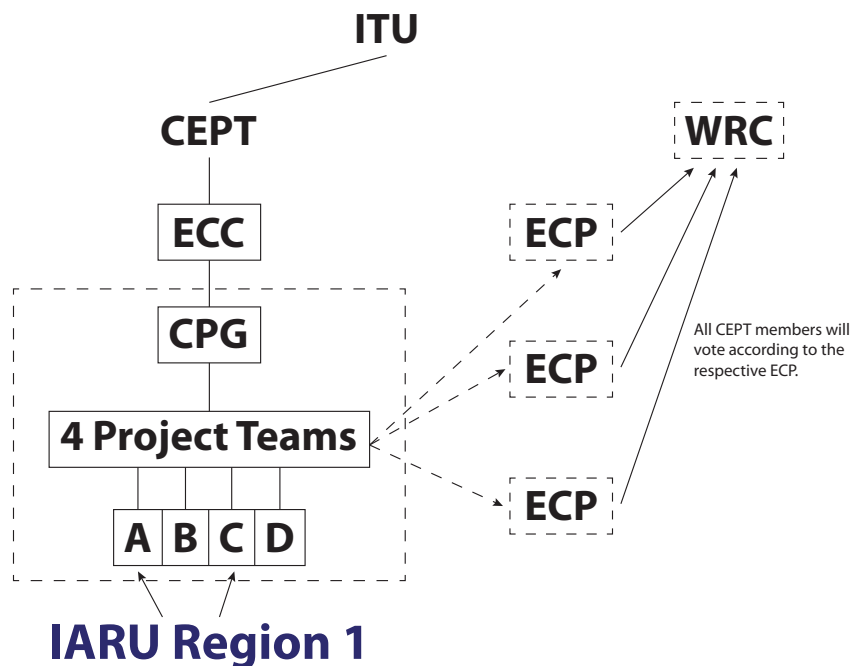 ITU
CEPT
WRC
ECC
ECP
CPG
All CEPT members will
vote according to the
respective ECP.
ECP
4 Project Teams
ECP
A B C D
IARU Region 1